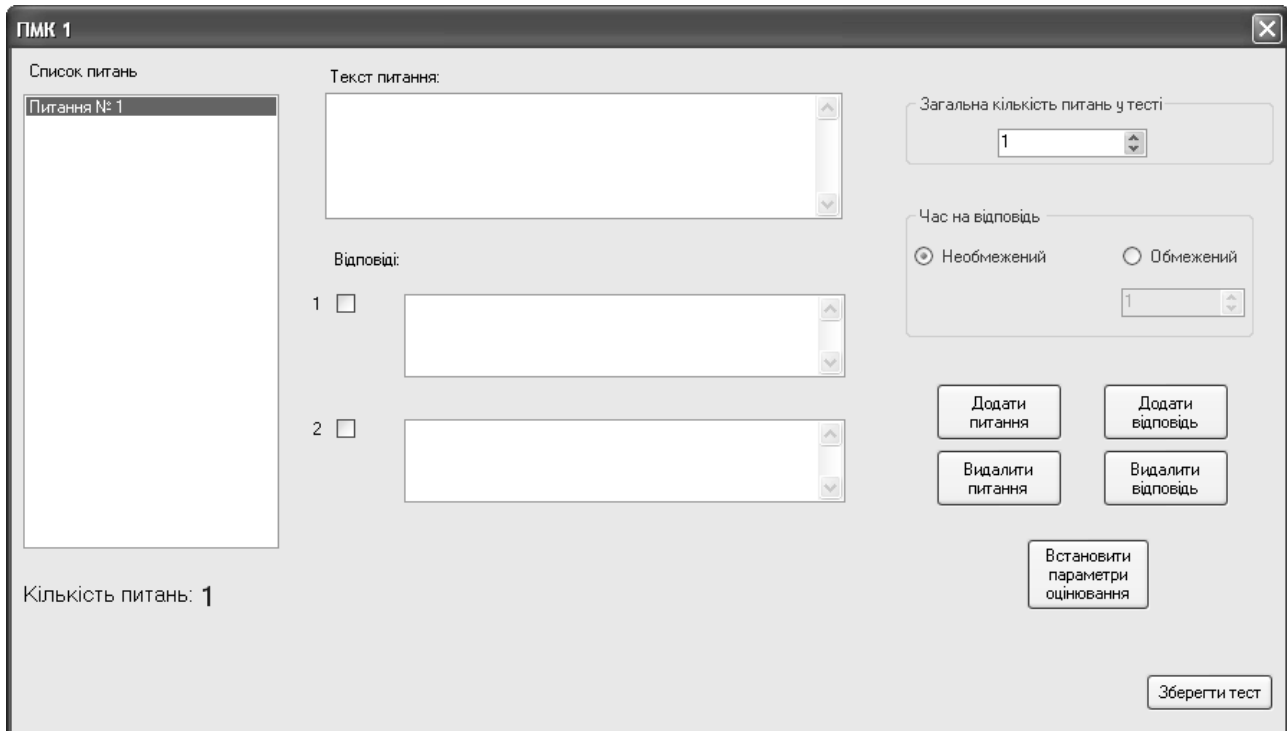 ПМК 1
Список питань
Питання № 1
Кількість питань: 1
Текст питання:
Відповіді:
1
2
Загальна кількість питань у тесті
1
Час на відповідь
Необмежений
Обмежений
1
Додати
питання
Додати
відповідь
Видалити
питання
Видалити
відповідь
Встановити
параметри
оцінювання
Зберегти тест